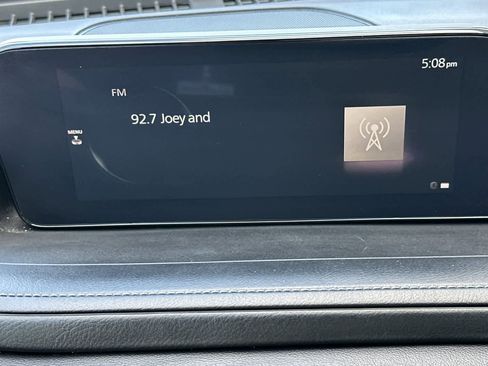 5:08pm
FM
92.7 Joey and
MENU